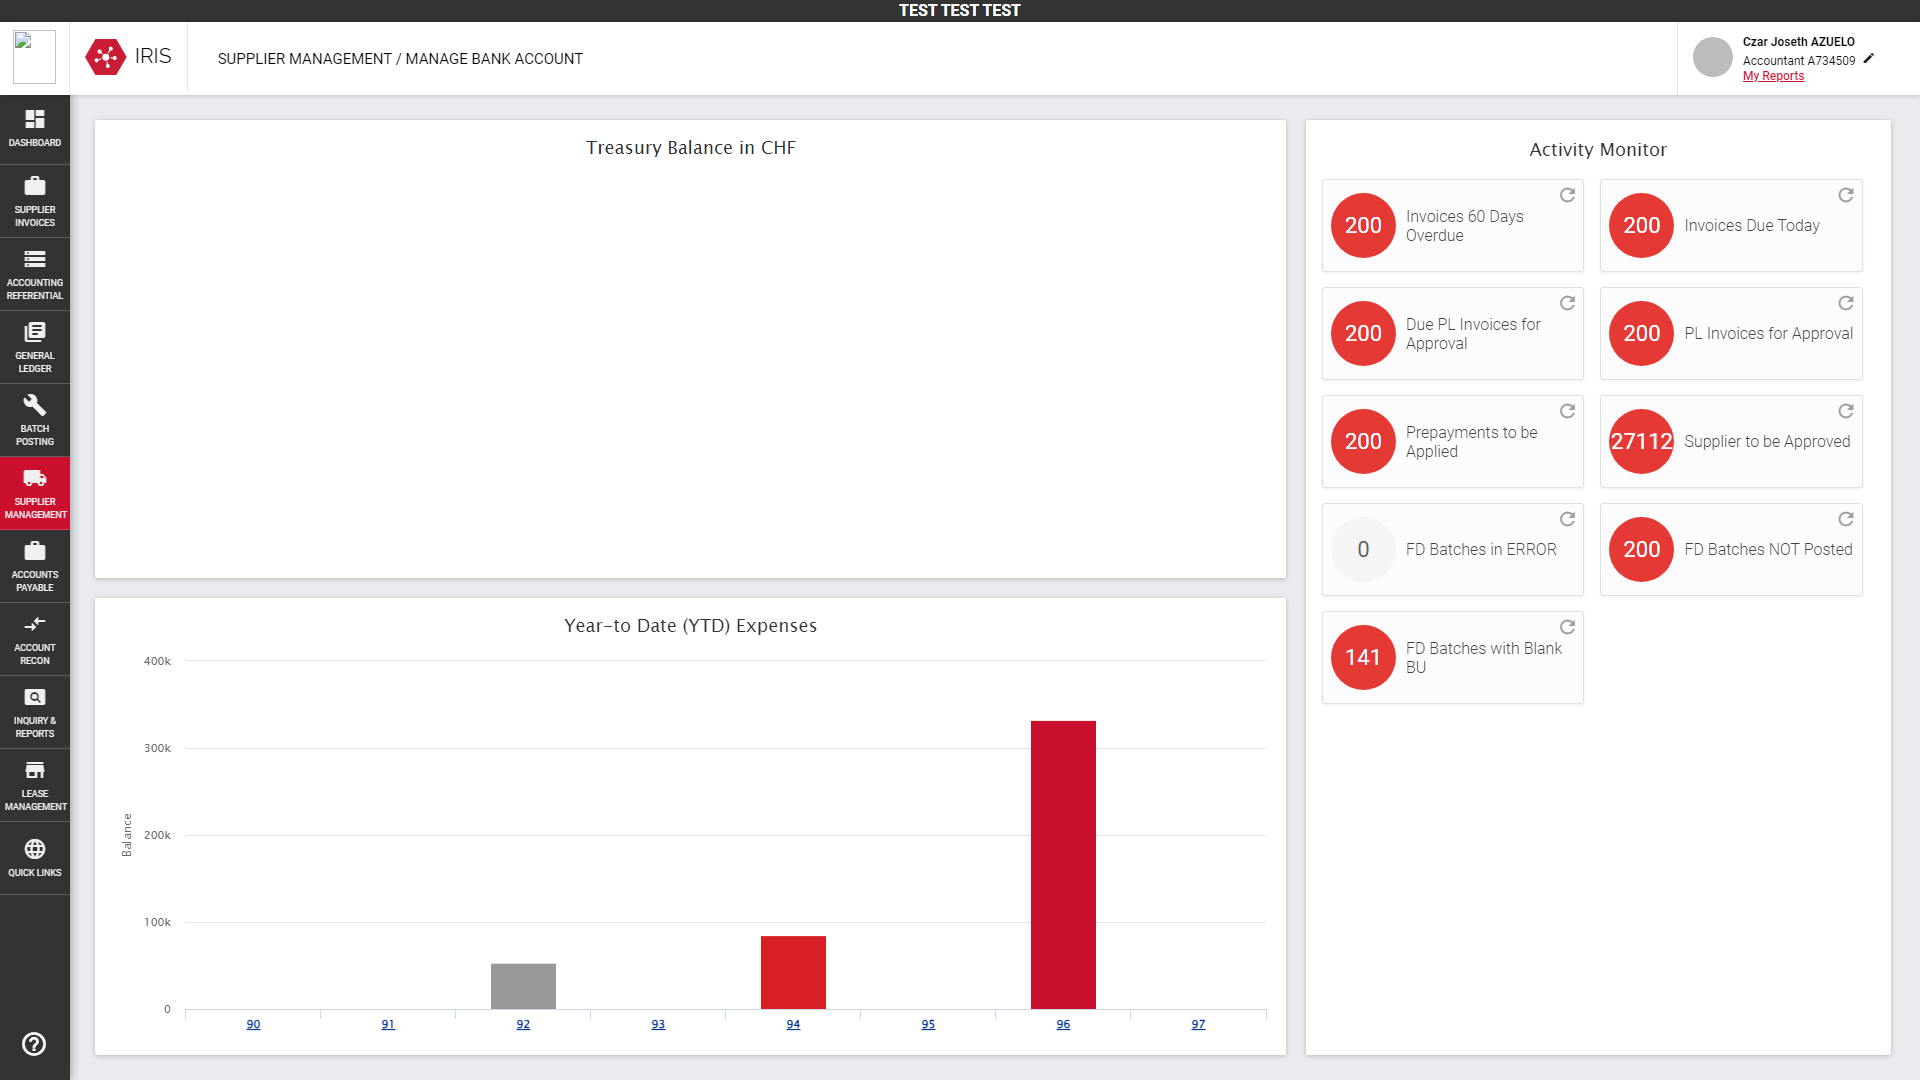 TEST TEST TEST
IRIS
SUPPLIER MANAGEMENT / MANAGE BANK ACCOUNT
Czar Joseth AZUELO
Accountant A734509
My Reports
DASHBOARD
SUPPLIER
INVOICES
ACCOUNTING
REFERENTIAL
GENERAL
LEDGER
BATCH
POSTING
SUPPLIER
MANAGEMENT
ACCOUNTS
PAYABLE
ACCOUNT
RECON
INQUIRY &
REPORTS
LEASE
MANAGEMENT
QUICK LINKS
Treasury Balance in CHF
Year-to Date (YTD) Expenses
400k
300k
200k
100k
0
Balance
90
91
92
93
94
95
96
97
Activity Monitor
200
Invoices 60 Days
Overdue
200
Invoices Due Today
200
Due PL Invoices for
Approval
200
PL Invoices for Approval
200
Prepayments to be
Applied
27112
Supplier to be Approved
0
FD Batches in ERROR
200
FD Batches NOT Posted
141
FD Batches with Blank
BU